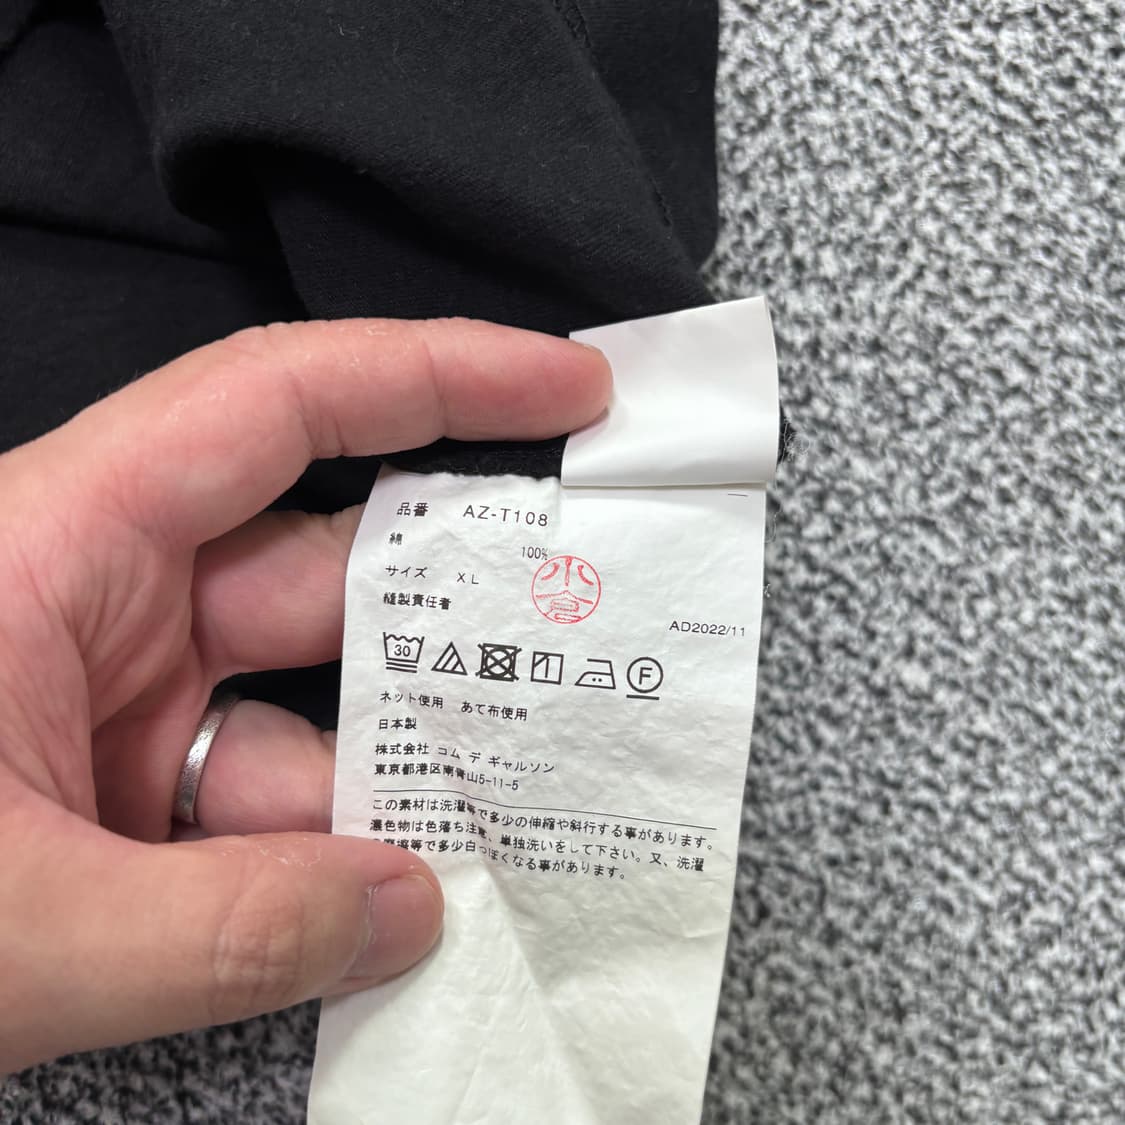 品番 AZ-T108
綿 100%
サイズ XL
小倉
縫製責任者
AD2022/11
30 F
ネット使用 あて布使用
日本製
株式会社 コム デ ギャルソン
東京都港区南青山5-11-5
この素材は洗濯等で多少の伸縮や斜行する事があります。
濃色物は色落ち注意、単独洗いをして下さい。又、洗濯
摩擦等で多少白っぽくなる事があります。